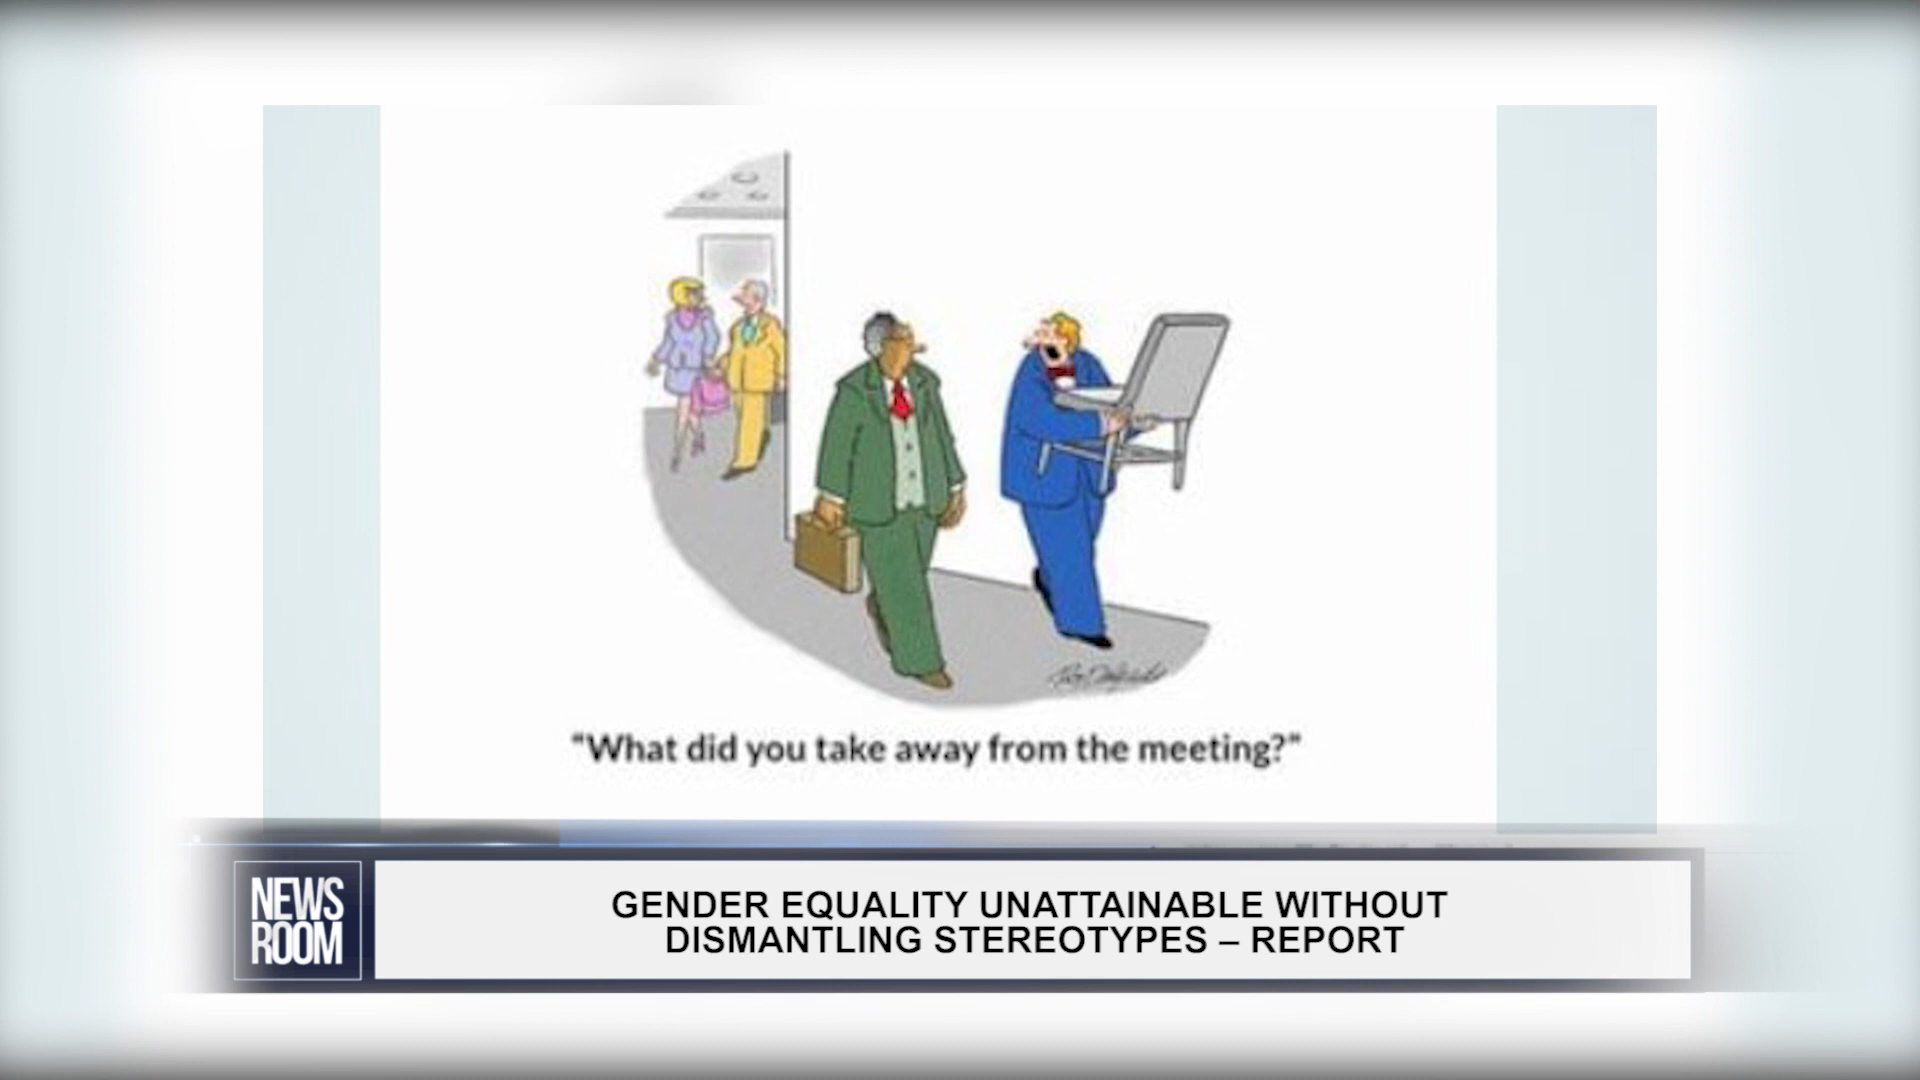 “What did you take away from the meeting?”
NEWS
ROOM
GENDER EQUALITY UNATTAINABLE WITHOUT
DISMANTLING STEREOTYPES – REPORT